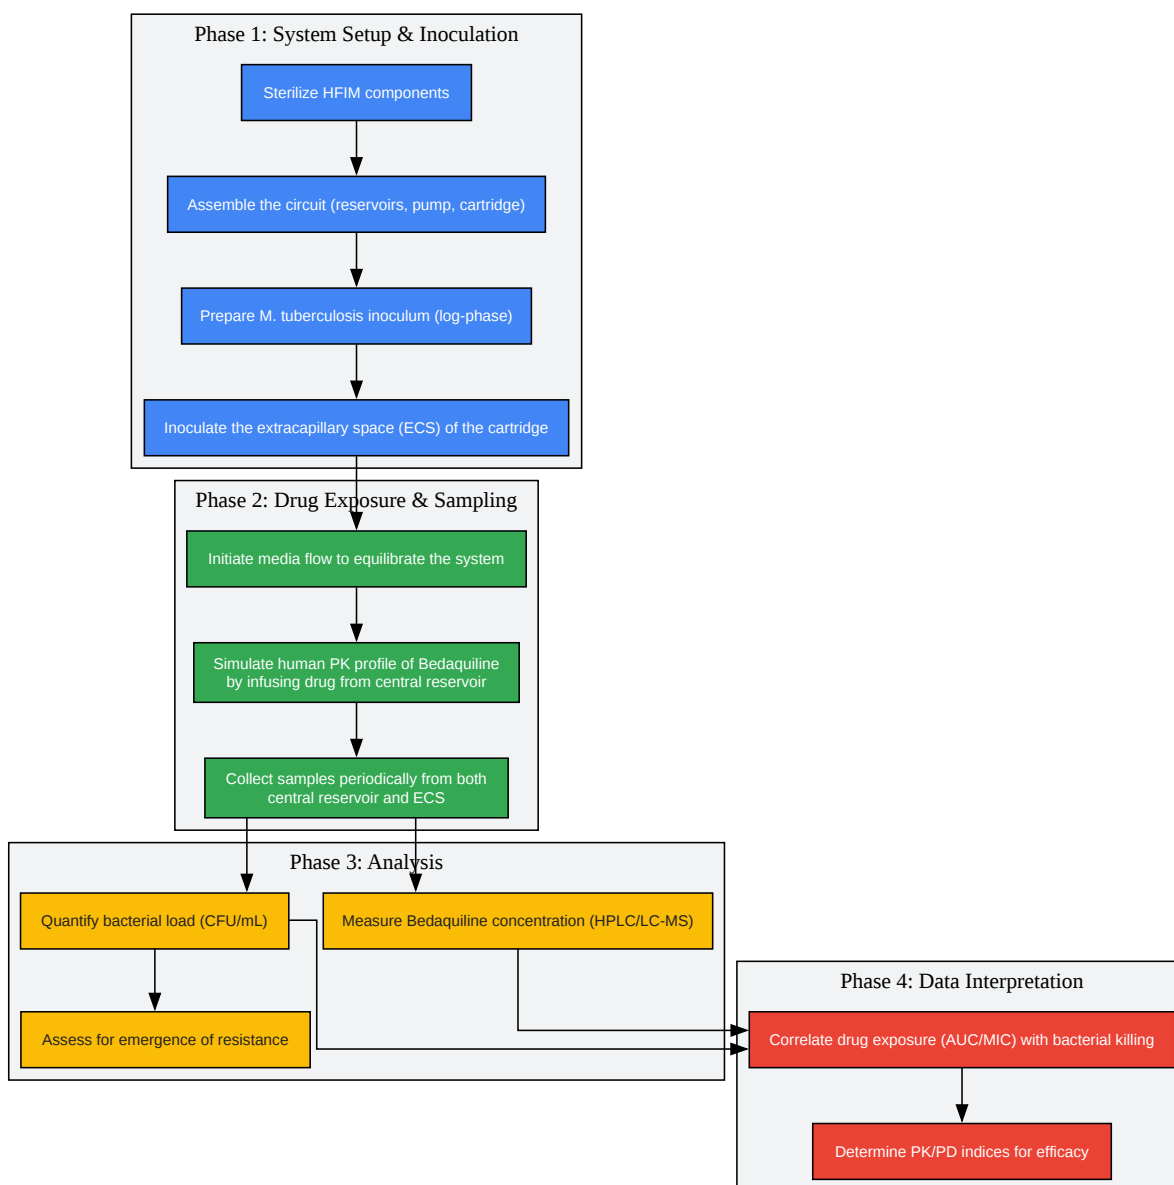 Phase 1: System Setup & Inoculation
Sterilize HFIM components
Assemble the circuit (reservoirs, pump, cartridge)
Prepare M. tuberculosis inoculum (log-phase)
Inoculate the extracapillary space (ECS) of the cartridge
Phase 2: Drug Exposure & Sampling
Initiate media flow to equilibrate the system
Simulate human PK profile of Bedaquiline
by infusing drug from central reservoir
Collect samples periodically from both
central reservoir and ECS
Phase 3: Analysis
Quantify bacterial load (CFU/mL)
Measure Bedaquiline concentration (HPLC/LC-MS)
Assess for emergence of resistance
Phase 4: Data Interpretation
Correlate drug exposure (AUC/MIC) with bacterial killing
Determine PK/PD indices for efficacy